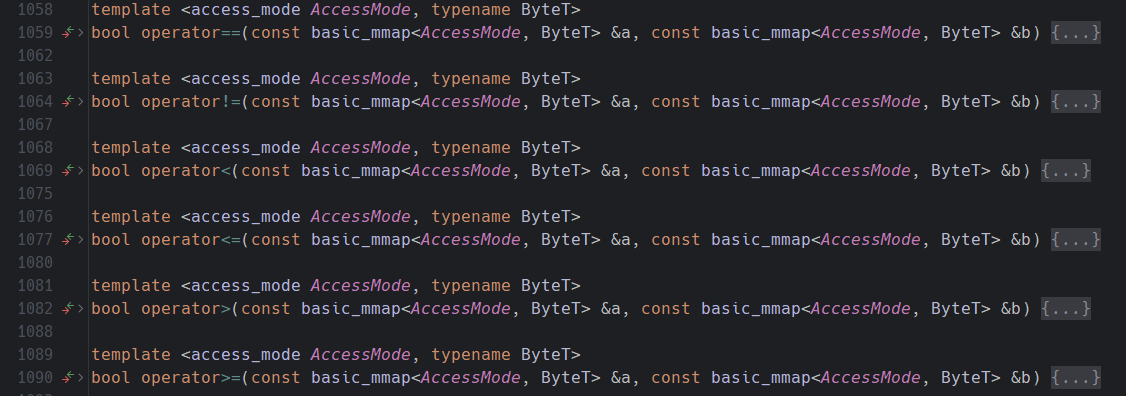 1058 template <access_mode AccessMode, typename ByteT>
1059 bool operator==(const basic_mmap<AccessMode, ByteT> &a, const basic_mmap<AccessMode, ByteT> &b) {...}
1062
1063 template <access_mode AccessMode, typename ByteT>
1064 bool operator!=(const basic_mmap<AccessMode, ByteT> &a, const basic_mmap<AccessMode, ByteT> &b) {...}
1067
1068 template <access_mode AccessMode, typename ByteT>
1069 bool operator<(const basic_mmap<AccessMode, ByteT> &a, const basic_mmap<AccessMode, ByteT> &b) {...}
1075
1076 template <access_mode AccessMode, typename ByteT>
1077 bool operator<=(const basic_mmap<AccessMode, ByteT> &a, const basic_mmap<AccessMode, ByteT> &b) {...}
1080
1081 template <access_mode AccessMode, typename ByteT>
1082 bool operator>(const basic_mmap<AccessMode, ByteT> &a, const basic_mmap<AccessMode, ByteT> &b) {...}
1088
1089 template <access_mode AccessMode, typename ByteT>
1090 bool operator>=(const basic_mmap<AccessMode, ByteT> &a, const basic_mmap<AccessMode, ByteT> &b) {...}